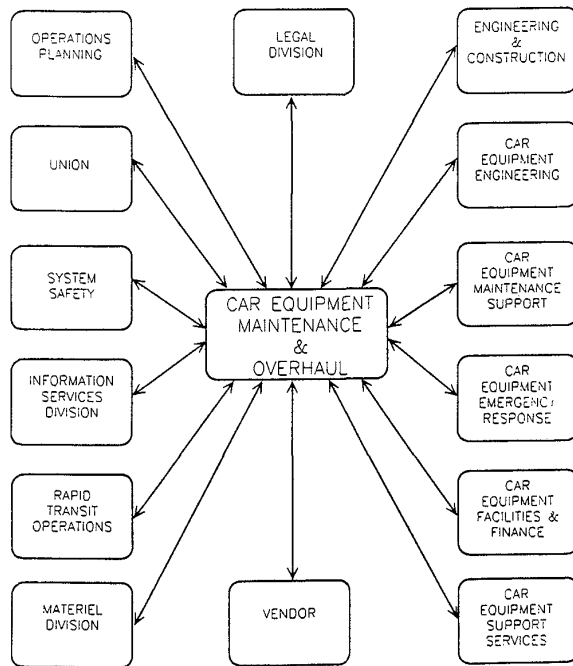 OPERATIONS
PLANNING
LEGAL
DIVISION
ENGINEERING
&
CONSTRUCTION
UNION
CAR
EQUIPMENT
ENGINEERING
SYSTEM
SAFETY
CAR EQUIPMENT
MAINTENANCE
&
OVERHAUL
CAR
EQUIPMENT
MAINTENANCE
SUPPORT
INFORMATION
SERVICES
DIVISION
CAR
EQUIPMENT
EMERGENCY
RESPONSE
RAPID
TRANSIT
OPERATIONS
CAR
EQUIPMENT
FACILITIES &
FINANCE
MATERIEL
DIVISION
VENDOR
CAR
EQUIPMENT
SUPPORT
SERVICES